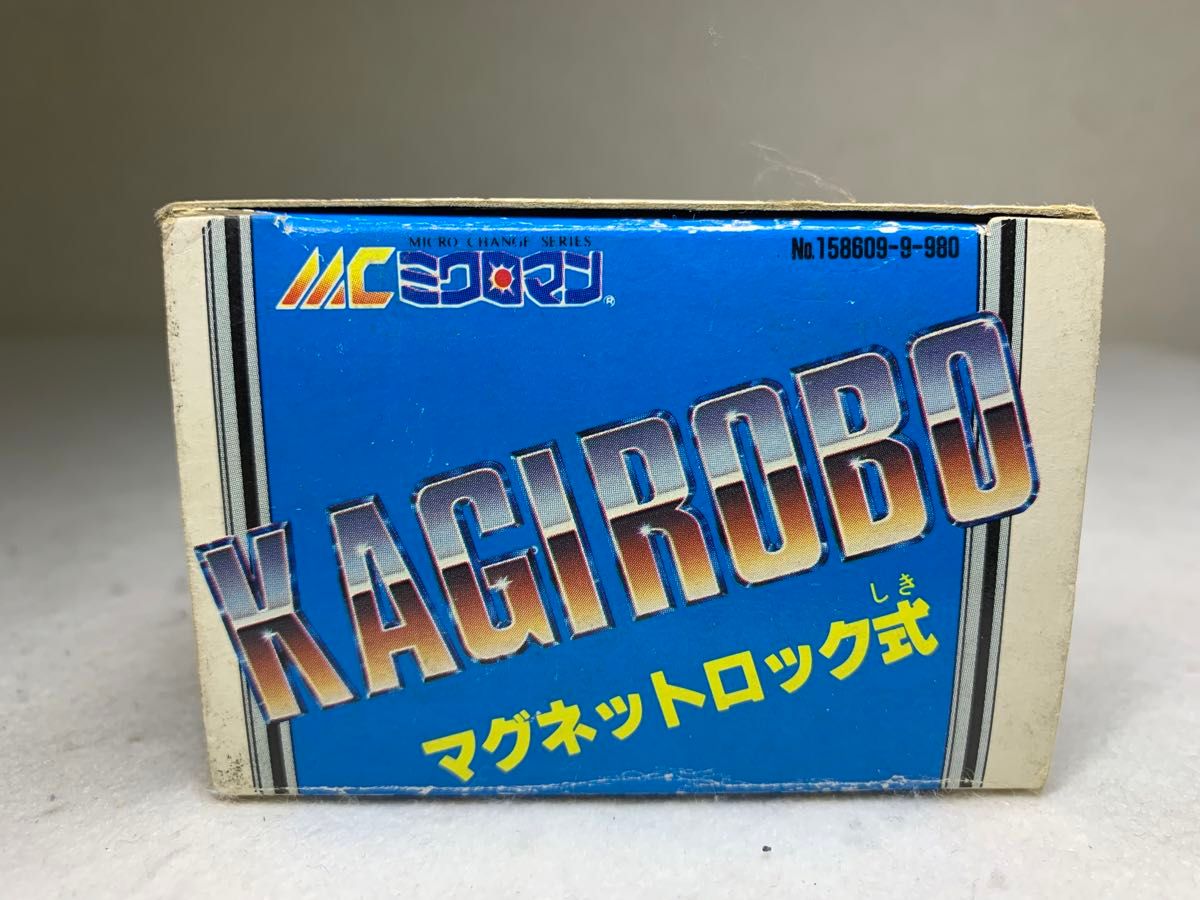 MICRO CHANGE SERIES
MC ミクロマン®
No.158609-9-980
KAGIROBO
しき
マグネットロック式